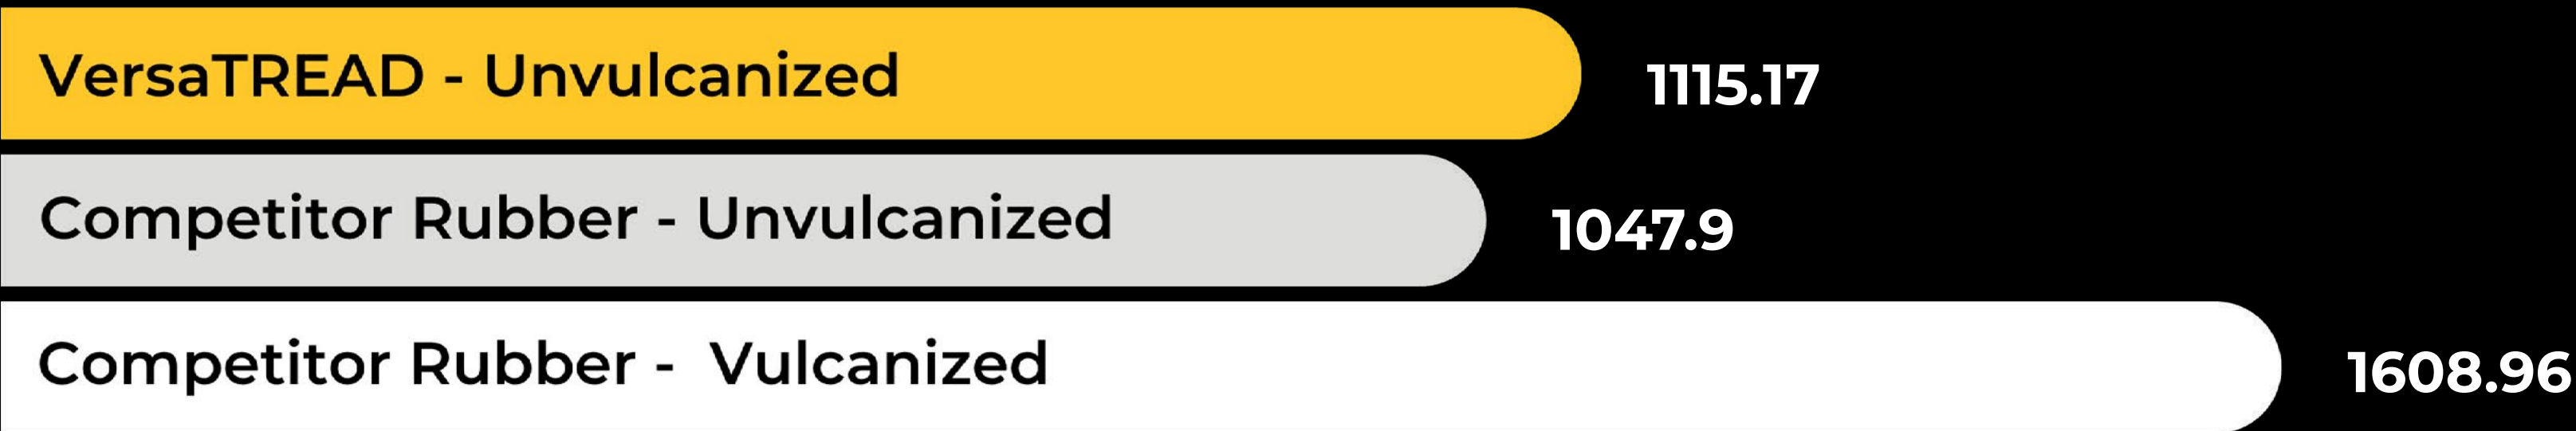 VersaTREAD - Unvulcanized 1115.17
Competitor Rubber - Unvulcanized 1047.9
Competitor Rubber - Vulcanized 1608.96